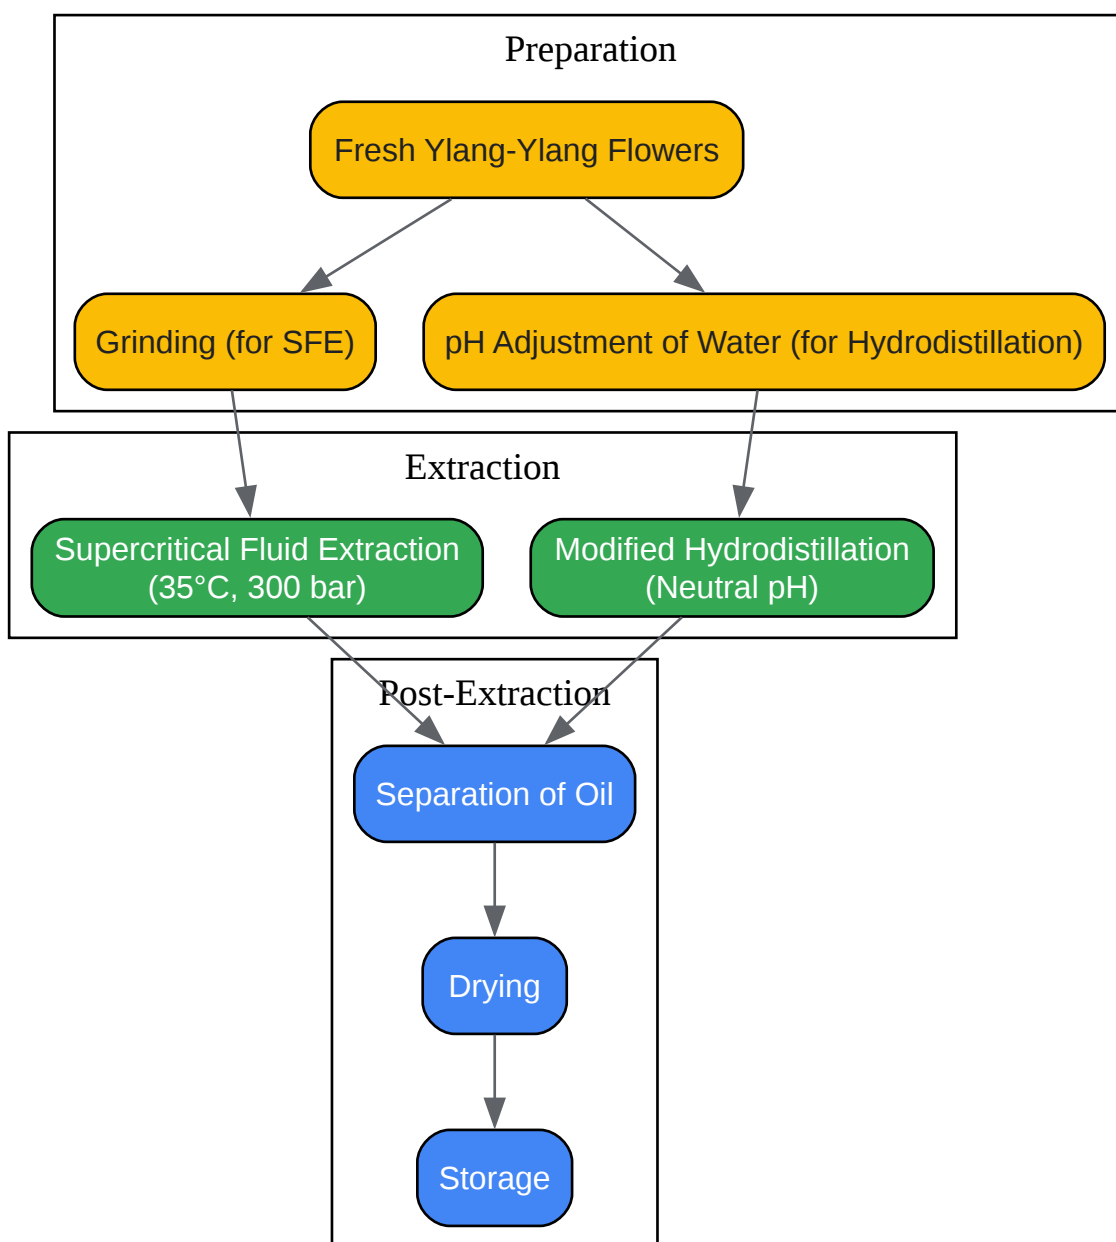 Preparation
Fresh Ylang-Ylang Flowers
Grinding (for SFE)
pH Adjustment of Water (for Hydrodistillation)
Extraction
Supercritical Fluid Extraction
(35°C, 300 bar)
Modified Hydrodistillation
(Neutral pH)
Post-Extraction
Separation of Oil
Drying
Storage